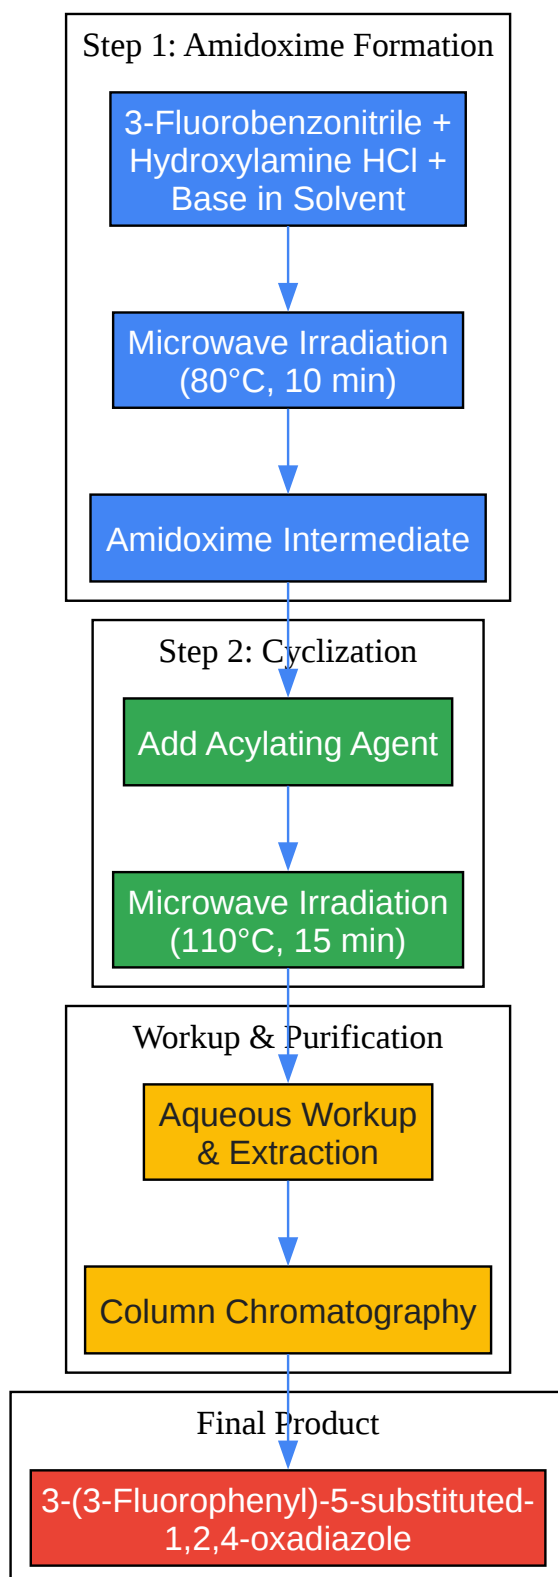 Step 1: Amidoxime Formation
3-Fluorobenzonitrile +
Hydroxylamine HCl +
Base in Solvent
Microwave Irradiation
(80°C, 10 min)
Amidoxime Intermediate
Step 2: Cyclization
Add Acylating Agent
Microwave Irradiation
(110°C, 15 min)
Workup & Purification
Aqueous Workup
& Extraction
Column Chromatography
Final Product
3-(3-Fluorophenyl)-5-substituted-
1,2,4-oxadiazole